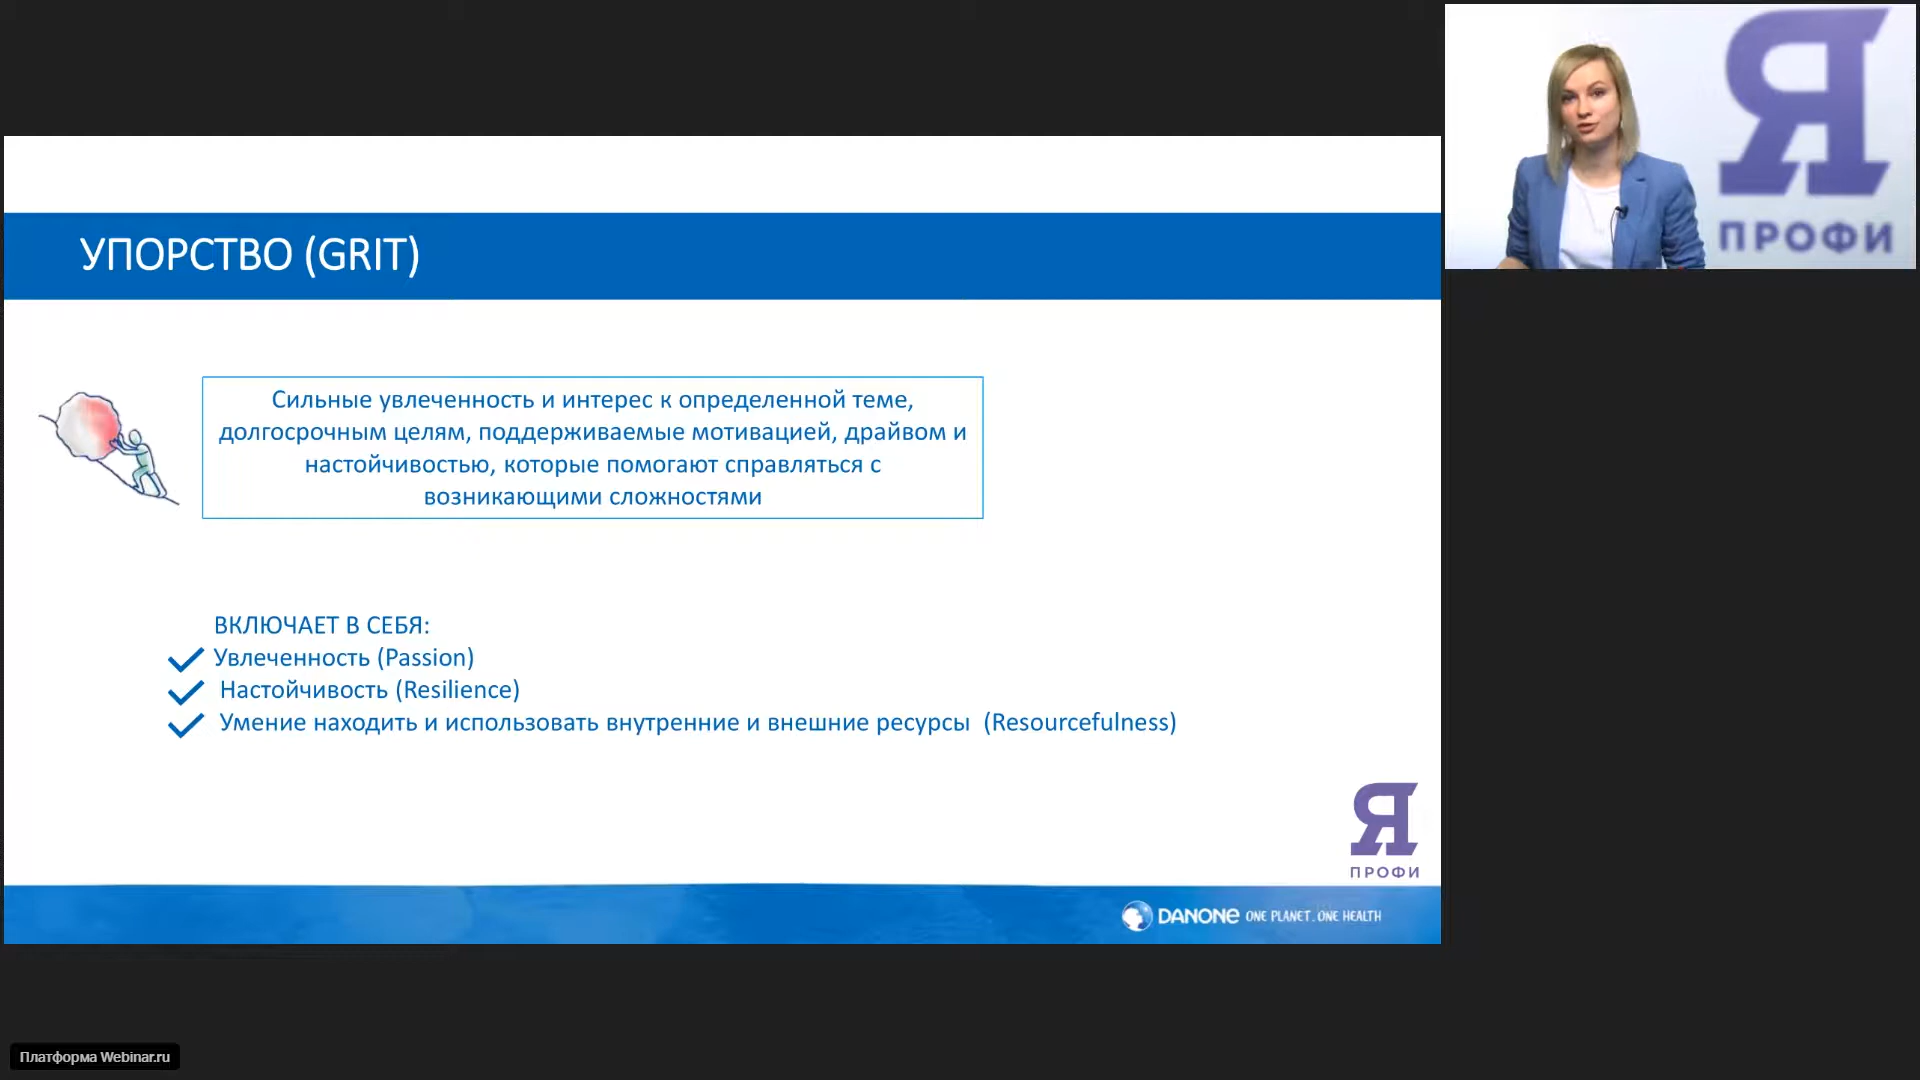 УПОРСТВО (GRIT)
Сильные увлеченность и интерес к определенной теме,
долгосрочным целям, поддерживаемые мотивацией, драйвом и
настойчивостью, которые помогают справляться с
возникающими сложностями
ВКЛЮЧАЕТ В СЕБЯ:
Увлеченность (Passion)
Настойчивость (Resilience)
Умение находить и использовать внутренние и внешние ресурсы (Resourcefulness)
Я
ПРОФИ
DANONE ONE PLANET. ONE HEALTH
Я
ПРОФИ
Платформа Webinar.ru